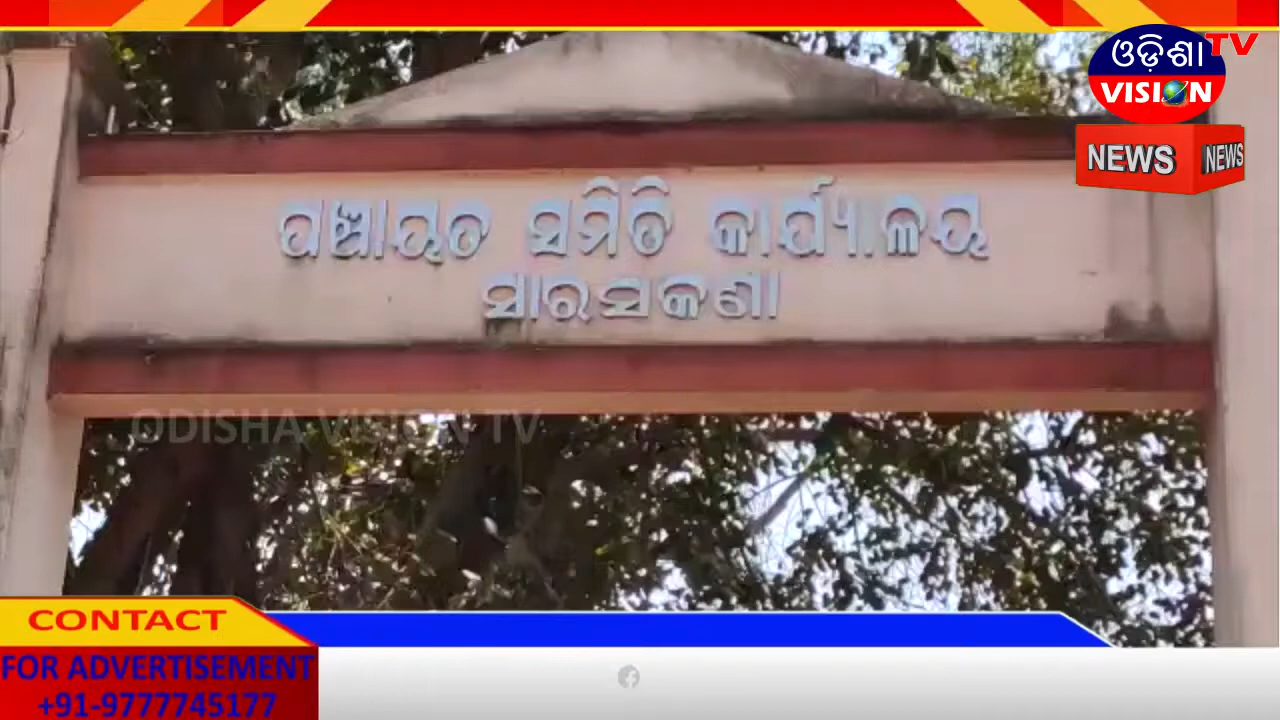 ଓଡ଼ିଶା TV
VISION
NEWS NEWS
ପଞ୍ଚାୟତ ସମିତି କାର୍ଯ୍ୟାଳୟ
ସାରସକଣା
ODISHA VISION TV
CONTACT
FOR ADVERTISEMENT
+91-9777745177